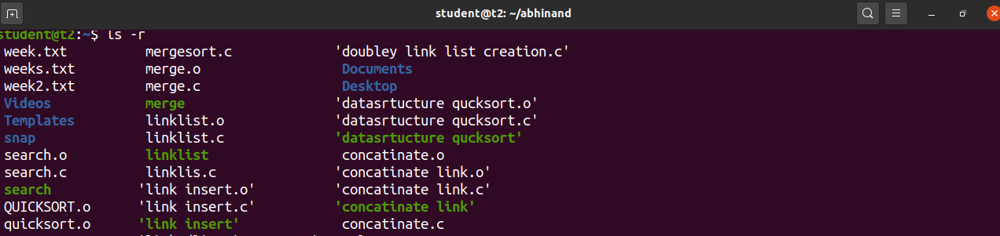 student@t2: ~/abhinand
student@t2:~$ ls -r
week.txt mergesort.c 'doubley link list creation.c'
weeks.txt merge.o Documents
week2.txt merge.c Desktop
Videos merge 'datasrtucture qucksort.o'
Templates linklist.o 'datasrtucture qucksort.c'
snap linklist.c 'datasrtucture qucksort'
search.o linklist concatinate.o
search.c linklis.c 'concatinate link.o'
search 'link insert.o' 'concatinate link.c'
QUICKSORT.o 'link insert.c' 'concatinate link'
quicksort.o 'link insert' concatinate.c